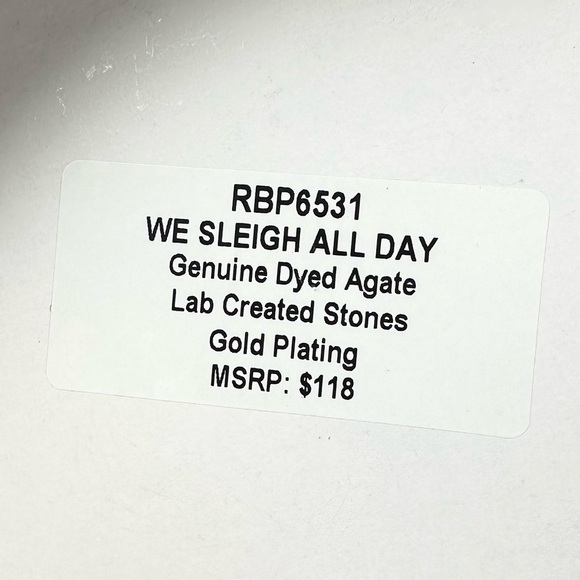 RBP6531
WE SLEIGH ALL DAY
Genuine Dyed Agate
Lab Created Stones
Gold Plating
MSRP: $118